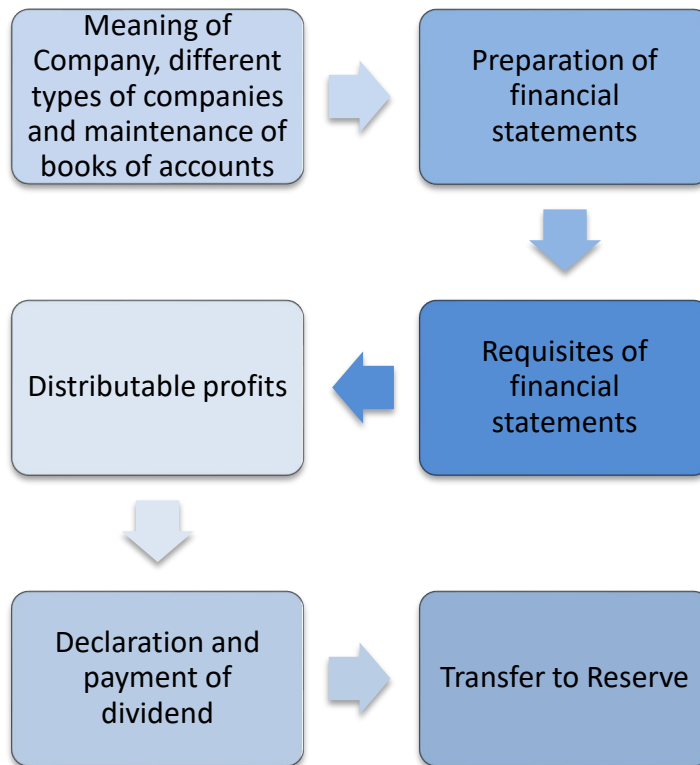 Meaning of
Company, different
types of companies
and maintenance of
books of accounts
Preparation of
financial
statements
Requisites of
financial
statements
Distributable profits
Declaration and
payment of
dividend
Transfer to Reserve